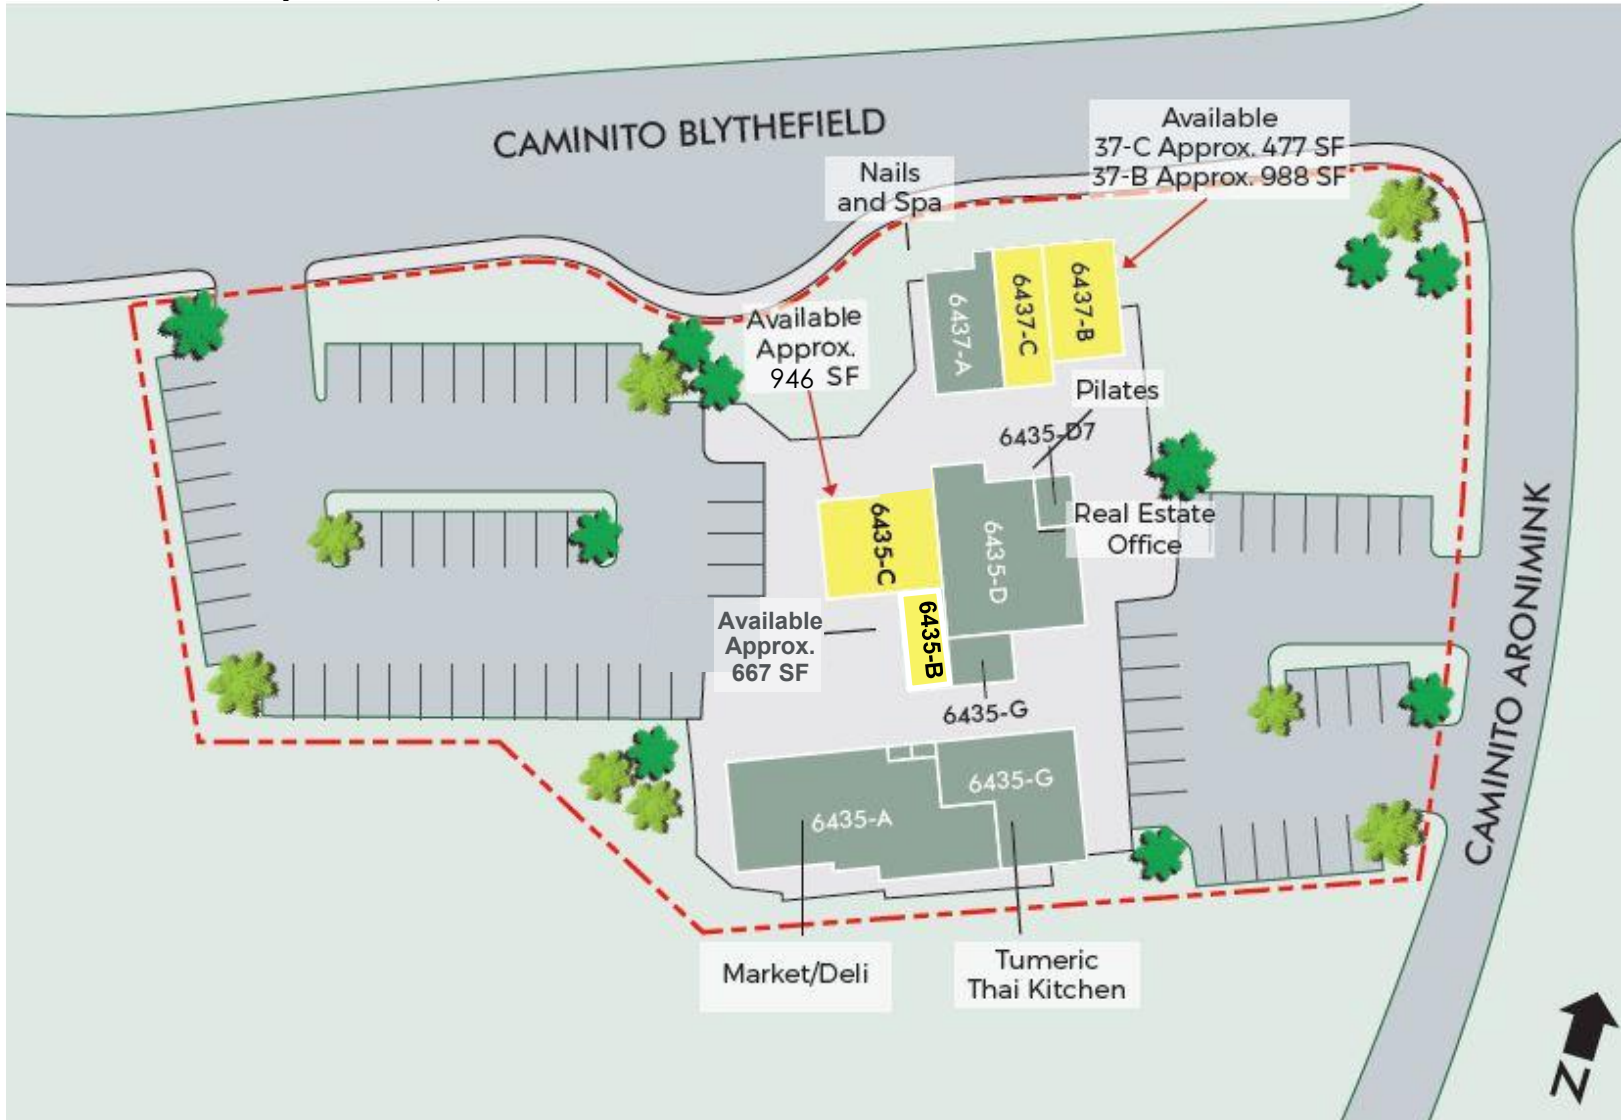 CAMINITO BLYTHEFIELD
Available
37-C Approx. 477 SF
37-B Approx. 988 SF
Nails
and Spa
6437-A
6437-C
6437-B
Available
Approx.
946 SF
Pilates
6435-D7
6435-C
6435-D
Real Estate
Office
Available
Approx.
667 SF
6435-B
6435-G
6435-A
6435-G
CAMINITO ARONIMINK
Market/Deli
Tumeric
Thai Kitchen
N